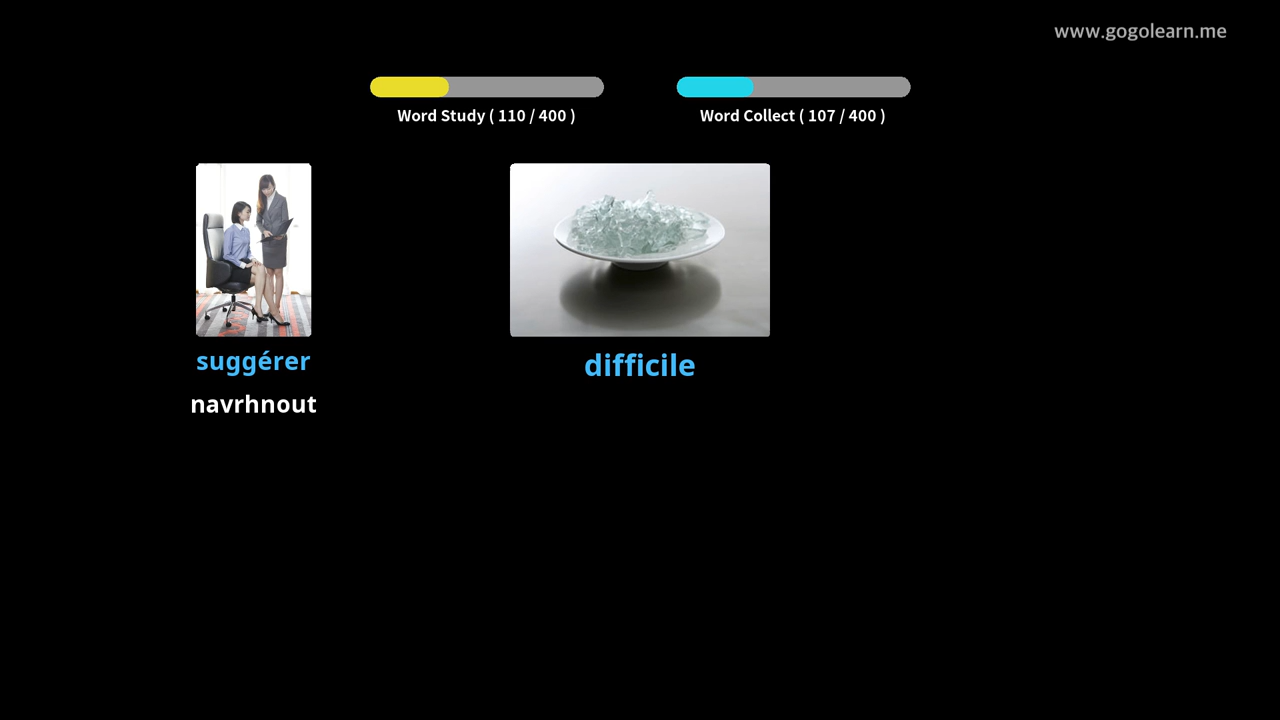 www.gogolearn.me
Word Study ( 110 / 400 )
Word Collect ( 107 / 400 )
suggérer
navrhnout
difficile